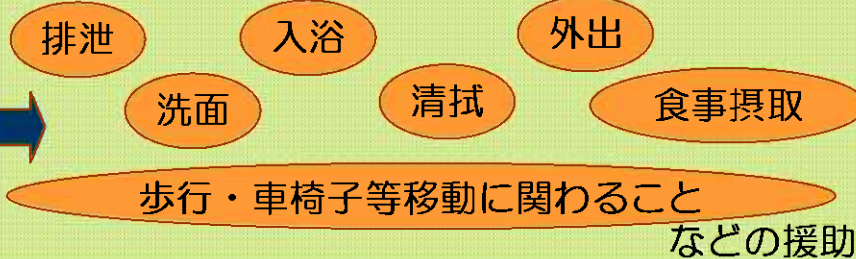 排泄
入浴
外出
洗面
清拭
食事摂取
歩行・車椅子等移動に関わること
などの援助